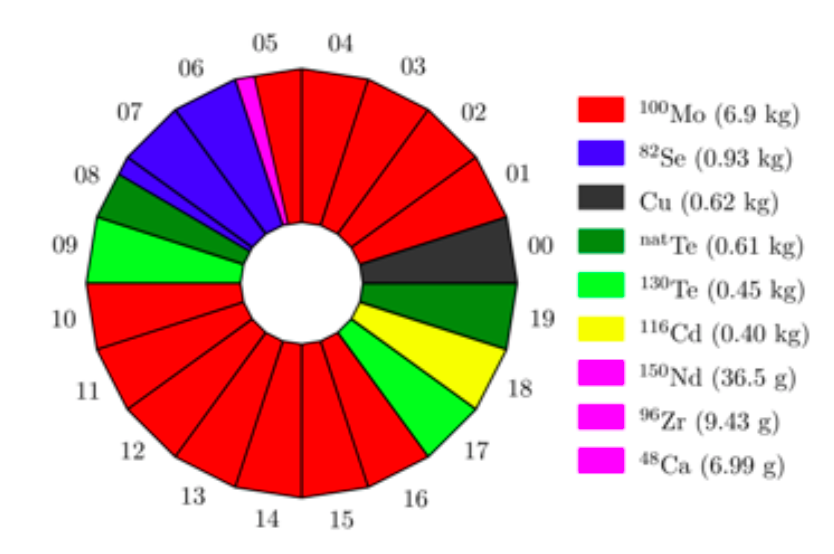 05 04
06 03
07 02
08 01
09 00
10 19
11 18
12 17
13 16
14 15
¹⁰⁰Mo (6.9 kg)
⁸²Se (0.93 kg)
Cu (0.62 kg)
ⁿᵃᵗTe (0.61 kg)
¹³⁰Te (0.45 kg)
¹¹⁶Cd (0.40 kg)
¹⁵⁰Nd (36.5 g)
⁹⁶Zr (9.43 g)
⁴⁸Ca (6.99 g)